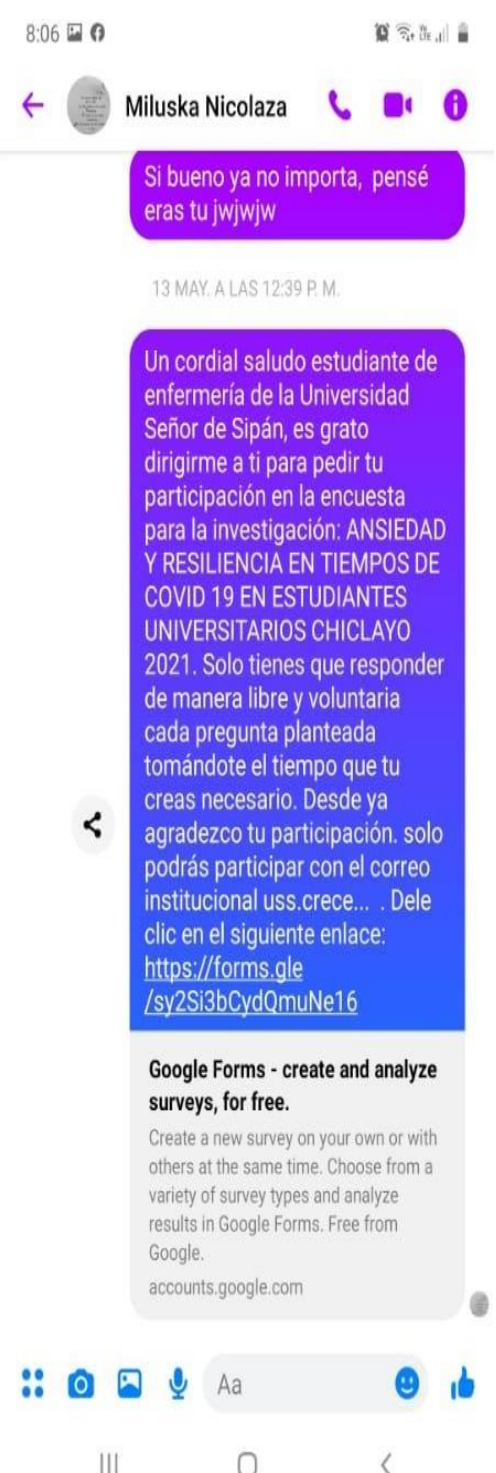 8:06
Miluska Nicolaza
Si bueno ya no importa, pensé
eras tu jwjwjw
13 MAY. A LAS 12:39 P. M.
Un cordial saludo estudiante de
enfermería de la Universidad
Señor de Sipán, es grato
dirigirme a ti para pedir tu
participación en la encuesta
para la investigación: ANSIEDAD
Y RESILIENCIA EN TIEMPOS DE
COVID 19 EN ESTUDIANTES
UNIVERSITARIOS CHICLAYO
2021. Solo tienes que responder
de manera libre y voluntaria
cada pregunta planteada
tomándote el tiempo que tu
creas necesario. Desde ya
agradezco tu participación. solo
podrás participar con el correo
institucional uss.crece... . Dele
clic en el siguiente enlace:
https://forms.gle
/sy2Si3bCydQmuNe16
Google Forms - create and analyze
surveys, for free.
Create a new survey on your own or with
others at the same time. Choose from a
variety of survey types and analyze
results in Google Forms. Free from
Google.
accounts.google.com
Aa